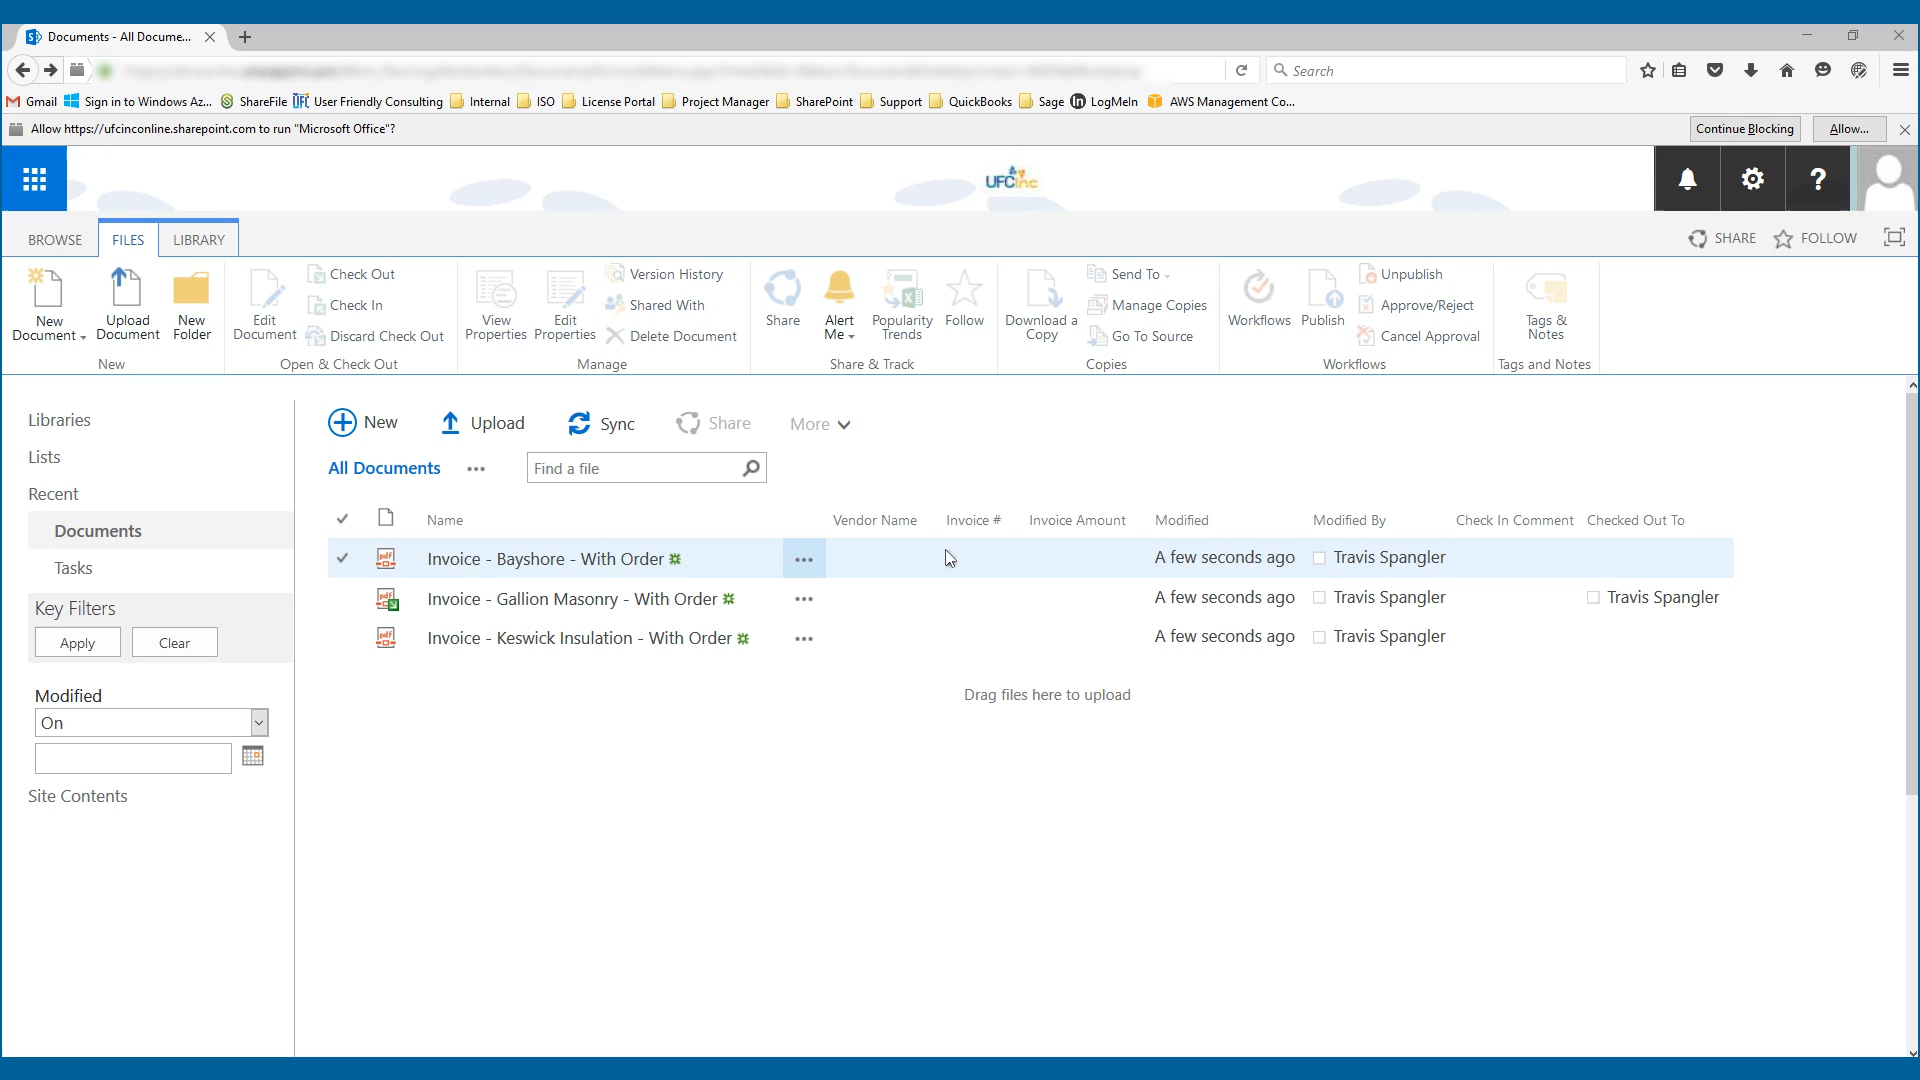 Documents - All Docume...
Search
Gmail Sign in to Windows Az... ShareFile UFC User Friendly Consulting Internal ISO License Portal Project Manager SharePoint Support QuickBooks Sage LogMeIn AWS Management Co...
Allow https://ufcinconline.sharepoint.com to run "Microsoft Office"? Continue Blocking Allow...
UFCinc
BROWSE FILES LIBRARY SHARE FOLLOW
New Document Upload Document New Folder
New
Edit Document Check Out
Check In
Discard Check Out
Open & Check Out
View Properties Edit Properties Version History
Shared With
Delete Document
Manage
Share Alert Me Popularity Trends Follow
Share & Track
Download a Copy Send To
Manage Copies
Go To Source
Copies
Workflows Publish Unpublish
Approve/Reject
Cancel Approval
Workflows
Tags & Notes
Tags and Notes
Libraries
Lists
Recent
Documents
Tasks
Key Filters
Apply Clear
Modified
On
Site Contents
New Upload Sync Share More
All Documents ... Find a file
Name Vendor Name Invoice # Invoice Amount Modified Modified By Check In Comment Checked Out To
Invoice - Bayshore - With Order ... A few seconds ago Travis Spangler
Invoice - Gallion Masonry - With Order ... A few seconds ago Travis Spangler Travis Spangler
Invoice - Keswick Insulation - With Order ... A few seconds ago Travis Spangler
Drag files here to upload